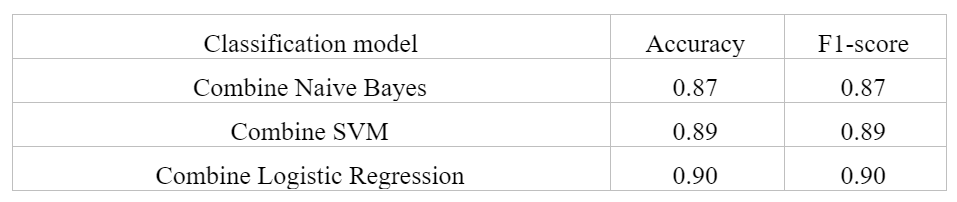 Classification model Accuracy F1-score
Combine Naive Bayes 0.87 0.87
Combine SVM 0.89 0.89
Combine Logistic Regression 0.90 0.90